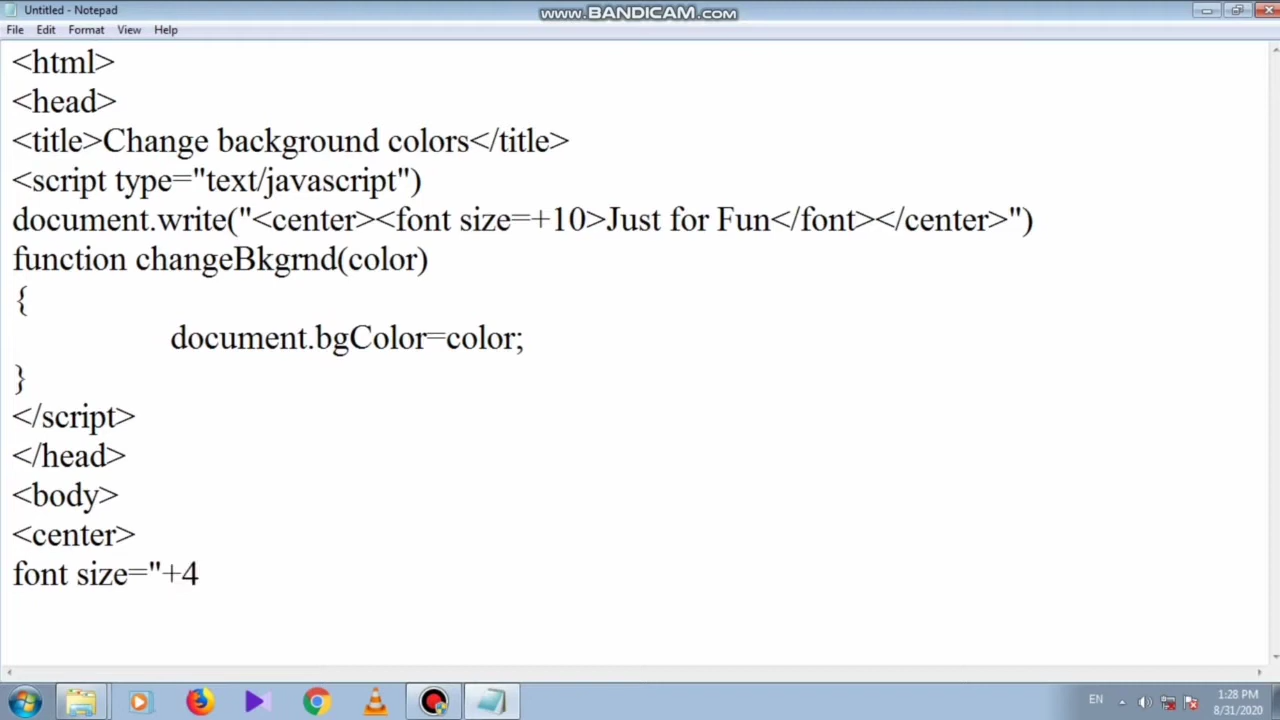 Untitled - Notepad
www.BANDICAM.com
File Edit Format View Help
<html>
<head>
<title>Change background colors</title>
<script type="text/javascript")
document.write("<center><font size=+10>Just for Fun</font></center>")
function changeBkgrnd(color)
{
document.bgColor=color;
}
</script>
</head>
<body>
<center>
font size="+4
EN
1:28 PM
8/31/2020